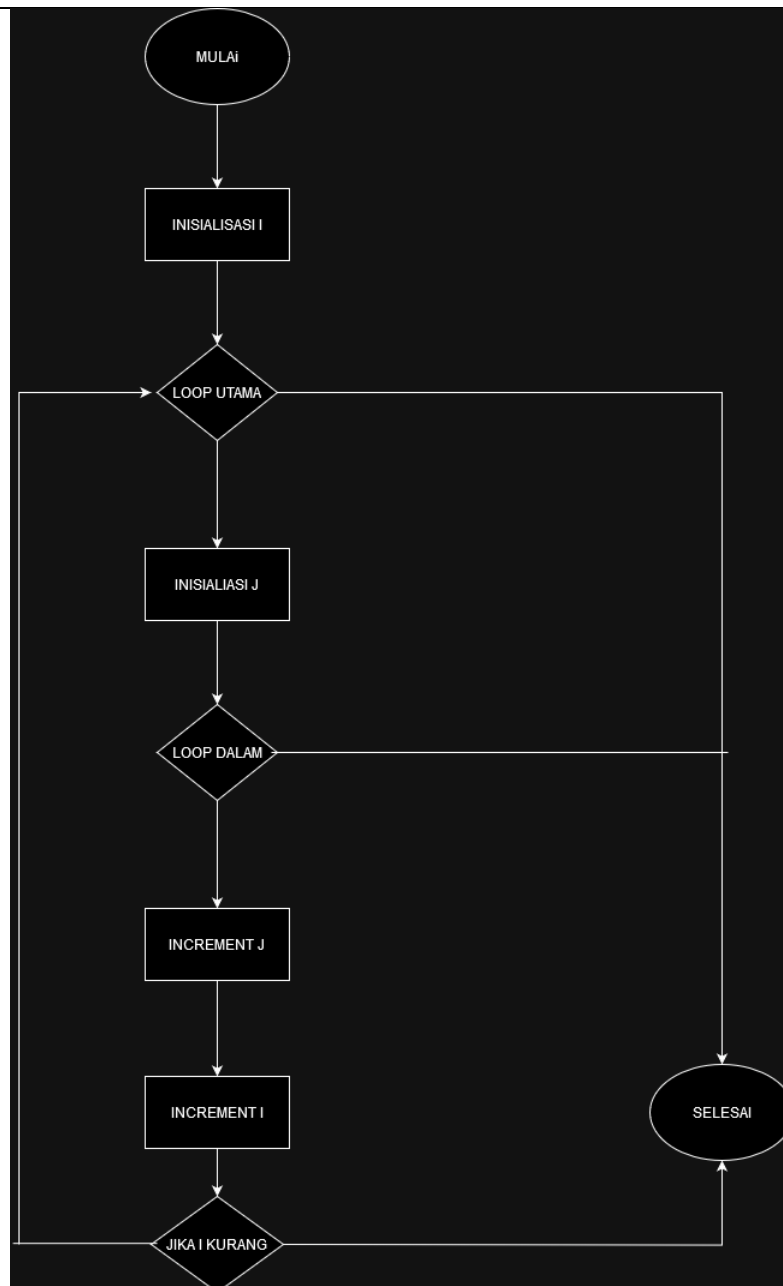 MULAi
INISIALISASI I
LOOP UTAMA
INISIALIASI J
LOOP DALAM
INCREMENT J
INCREMENT I
SELESAI
JIKA I KURANG